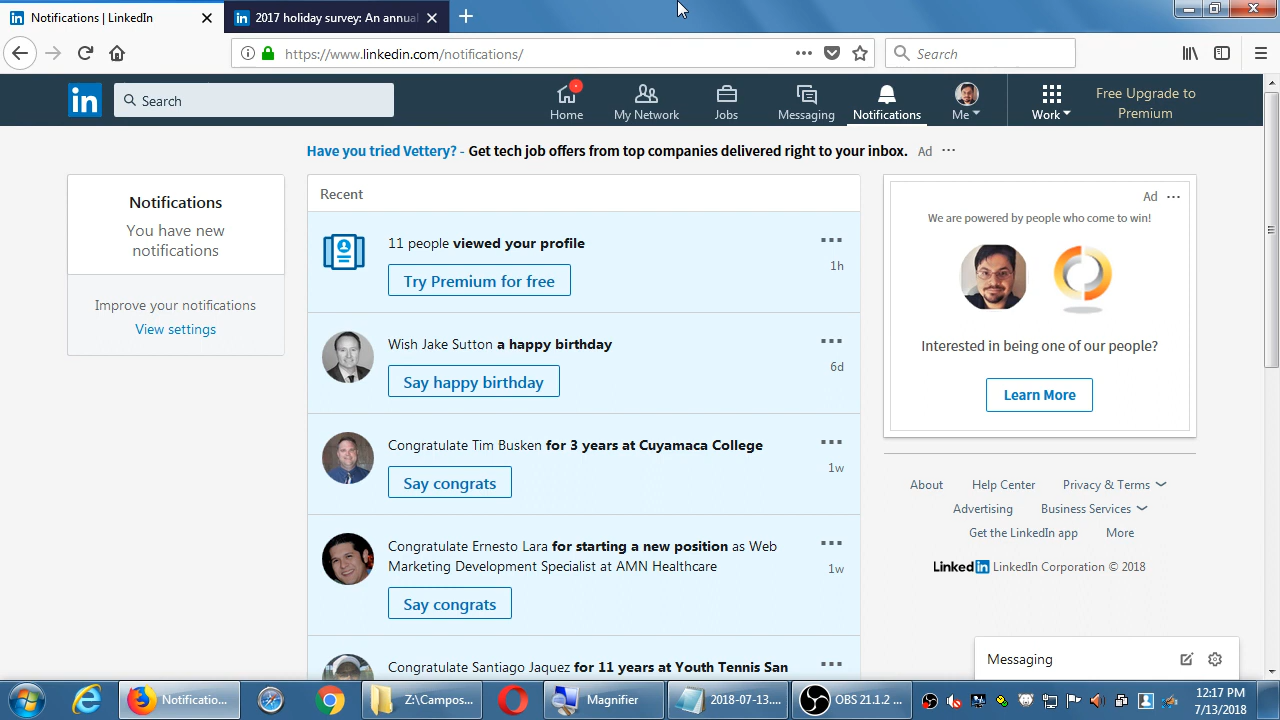 Notifications | LinkedIn
2017 holiday survey: An annual
https://www.linkedin.com/notifications/
Search
in
Search
Home
My Network
Jobs
Messaging
Notifications
Me
Work
Free Upgrade to
Premium
Have you tried Vettery? - Get tech job offers from top companies delivered right to your inbox. Ad
Notifications
You have new
notifications
Improve your notifications
View settings
Recent
11 people viewed your profile
1h
Try Premium for free
Wish Jake Sutton a happy birthday
6d
Say happy birthday
Congratulate Tim Busken for 3 years at Cuyamaca College
1w
Say congrats
Congratulate Ernesto Lara for starting a new position as Web
Marketing Development Specialist at AMN Healthcare
1w
Say congrats
Congratulate Santiago Jaquez for 11 years at Youth Tennis San
Ad
We are powered by people who come to win!
Interested in being one of our people?
Learn More
About Help Center Privacy & Terms
Advertising Business Services
Get the LinkedIn app More
Linked in LinkedIn Corporation © 2018
Messaging
Notificatio...
Z:\Campos...
Magnifier
2018-07-13....
OBS 21.1.2 ...
12:17 PM
7/13/2018